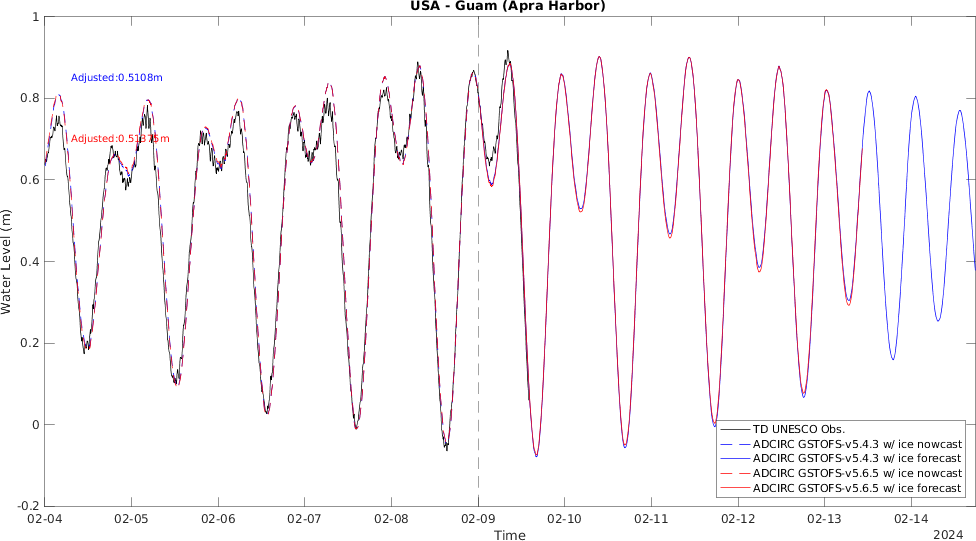 USA - Guam (Apra Harbor)
1
0.8
0.6
0.4
0.2
0
-0.2
Water Level (m)
Adjusted:0.5108m
Adjusted:0.51375m
TD UNESCO Obs.
ADCIRC GSTOFS-v5.4.3 w/ ice nowcast
ADCIRC GSTOFS-v5.4.3 w/ ice forecast
ADCIRC GSTOFS-v5.6.5 w/ ice nowcast
ADCIRC GSTOFS-v5.6.5 w/ ice forecast
02-04 02-05 02-06 02-07 02-08 02-09 02-10 02-11 02-12 02-13 02-14
Time
2024